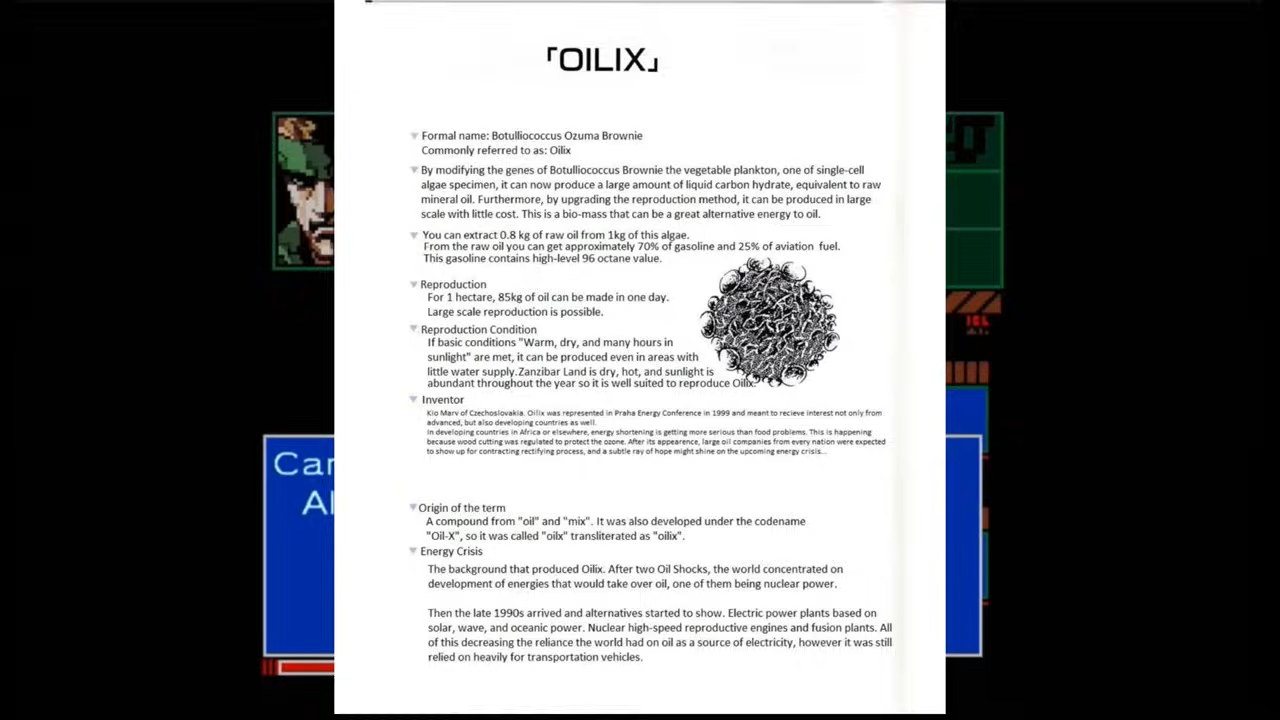 「OILIX」
Formal name: Botulliococcus Ozuma Brownie
Commonly referred to as: Oilix
By modifying the genes of Botulliococcus Brownie the vegetable plankton, one of single-cell
algae specimen, it can now produce a large amount of liquid carbon hydrate, equivalent to raw
mineral oil. Furthermore, by upgrading the reproduction method, it can be produced in large
scale with little cost. This is a bio-mass that can be a great alternative energy to oil.
You can extract 0.8 kg of raw oil from 1kg of this algae.
From the raw oil you can get approximately 70% of gasoline and 25% of aviation fuel.
This gasoline contains high-level 96 octane value.
Reproduction
For 1 hectare, 85kg of oil can be made in one day.
Large scale reproduction is possible.
Reproduction Condition
If basic conditions "Warm, dry, and many hours in
sunlight" are met, it can be produced even in areas with
little water supply.Zanzibar Land is dry, hot, and sunlight is
abundant throughout the year so it is well suited to reproduce Oilix.
Inventor
Kio Marv of Czechoslovakia. Oilix was represented in Praha Energy Conference in 1999 and meant to recieve interest not only from
advanced, but also developing countries as well.
In developing countries in Africa or elsewhere, energy shortening is getting more serious than food problems. This is happening
because wood cutting was regulated to protect the ozone. After its appearence, large oil companies from every nation were expected
to show up for contracting rectifying process, and a subtle ray of hope might shine on the upcoming energy crisis...
Car
Al
Origin of the term
A compound from "oil" and "mix". It was also developed under the codename
"Oil-X", so it was called "oilx" transliterated as "oilix".
Energy Crisis
The background that produced Oilix. After two Oil Shocks, the world concentrated on
development of energies that would take over oil, one of them being nuclear power.
Then the late 1990s arrived and alternatives started to show. Electric power plants based on
solar, wave, and oceanic power. Nuclear high-speed reproductive engines and fusion plants. All
of this decreasing the reliance the world had on oil as a source of electricity, however it was still
relied on heavily for transportation vehicles.